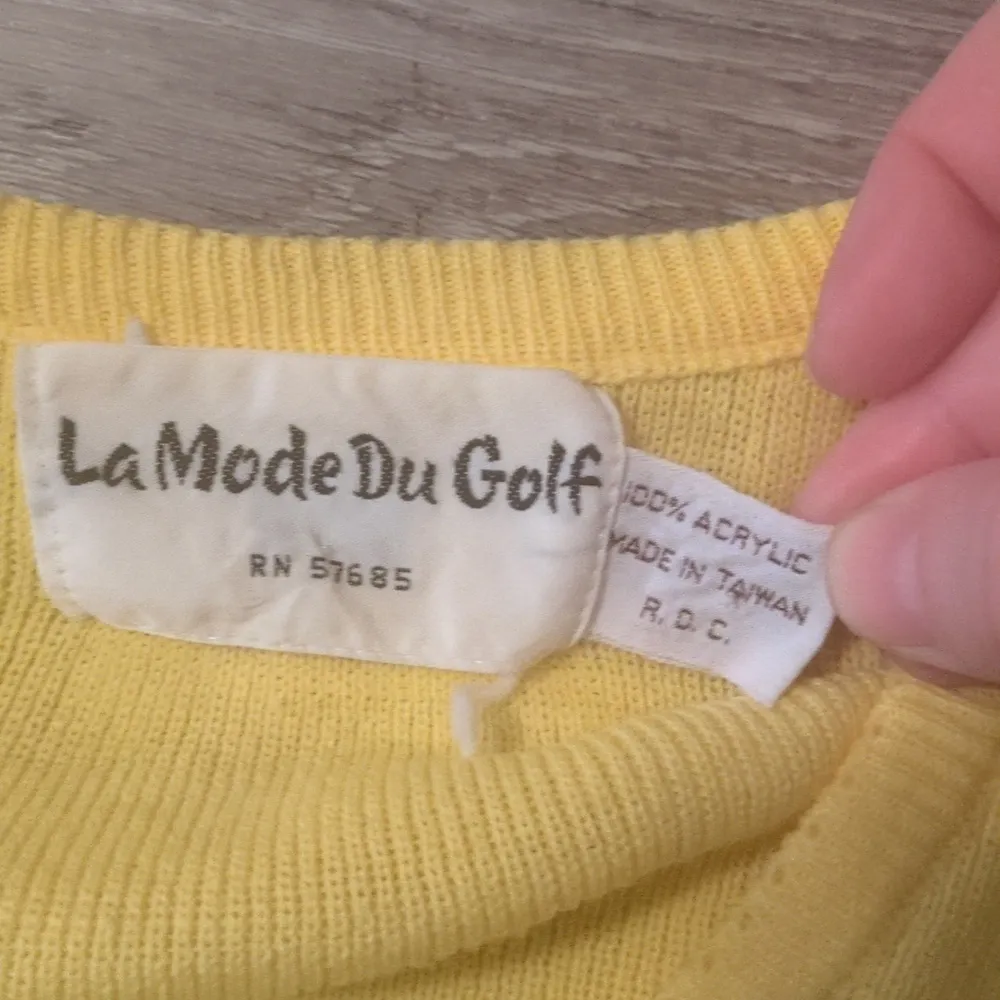 La Mode Du Golf
RN 57685
100% ACRYLIC
MADE IN TAIWAN
R. O. C.